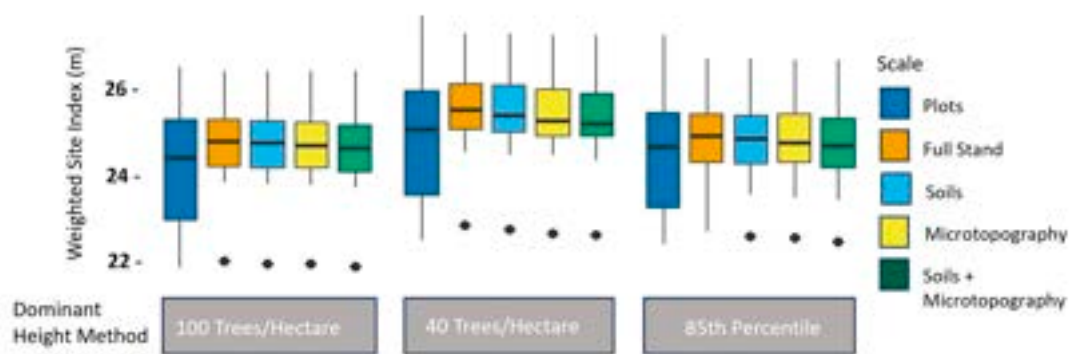 Weighted Site Index (m)
26 -
24 -
22 -
Scale
Plots
Full Stand
Soils
Microtopography
Soils +
Microtopography
Dominant
Height Method
100 Trees/Hectare
40 Trees/Hectare
85th Percentile